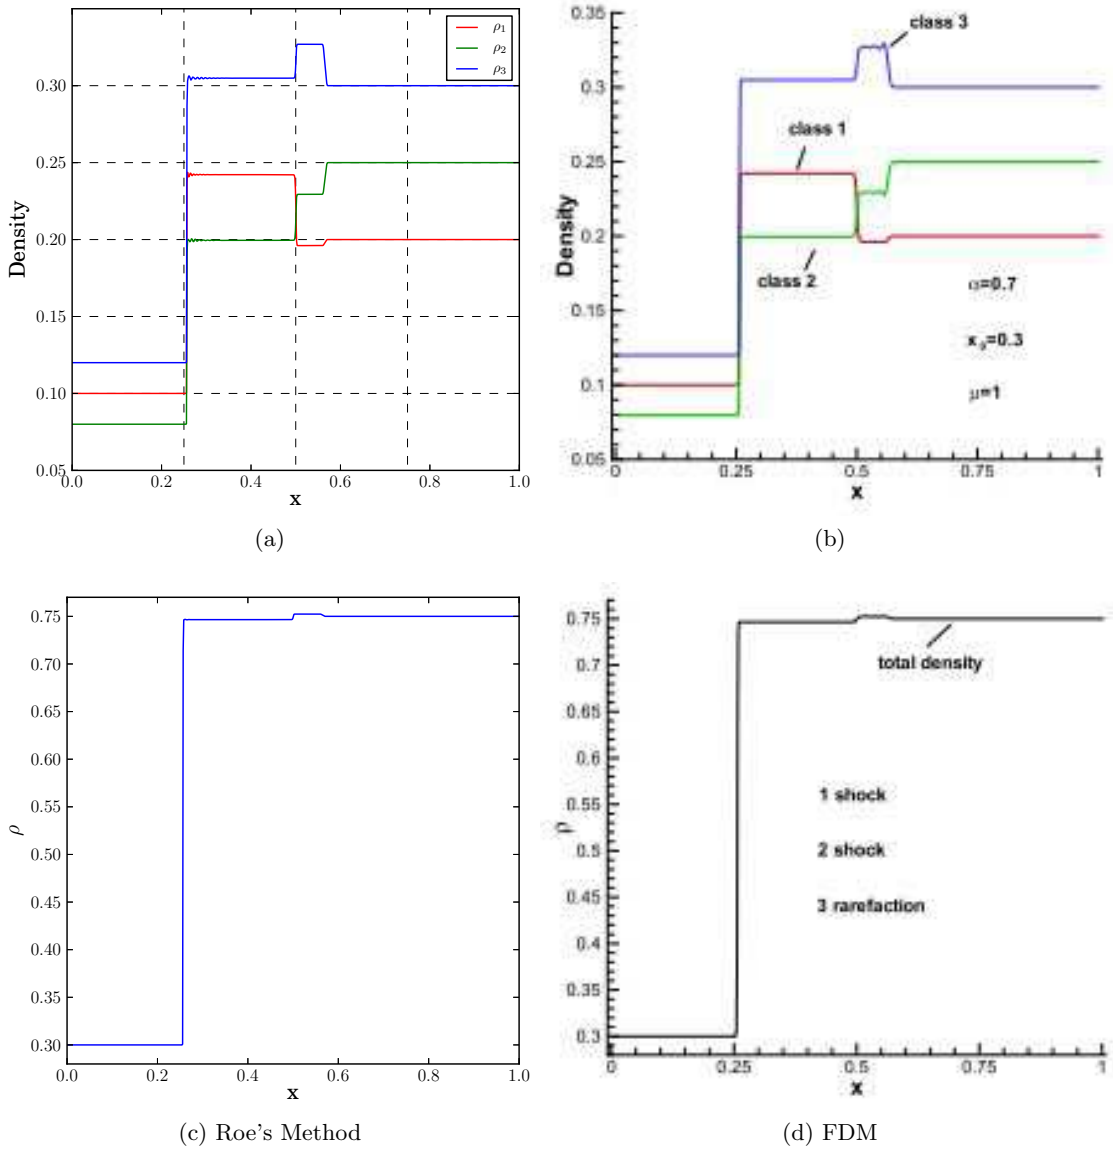 0.30
0.25
0.20
0.15
0.10
0.05
Density
0.0 0.2 0.4 0.6 0.8 1.0
x
ρ1
ρ2
ρ3
(a)
0.35
0.3
0.25
0.2
0.15
0.1
0.05
Density
0 0.25 0.5 0.75 1
x
class 3
class 1
class 2
α=0.7
x0=0.3
μ=1
(b)
0.75
0.70
0.65
0.60
0.55
0.50
0.45
0.40
0.35
0.30
ρ
0.0 0.2 0.4 0.6 0.8 1.0
x
(c) Roe's Method
0.75
0.7
0.65
0.6
0.55
0.5
0.45
0.4
0.35
0.3
ρ
0 0.25 0.5 0.75 1
x
total density
1 shock
2 shock
3 rarefaction
(d) FDM